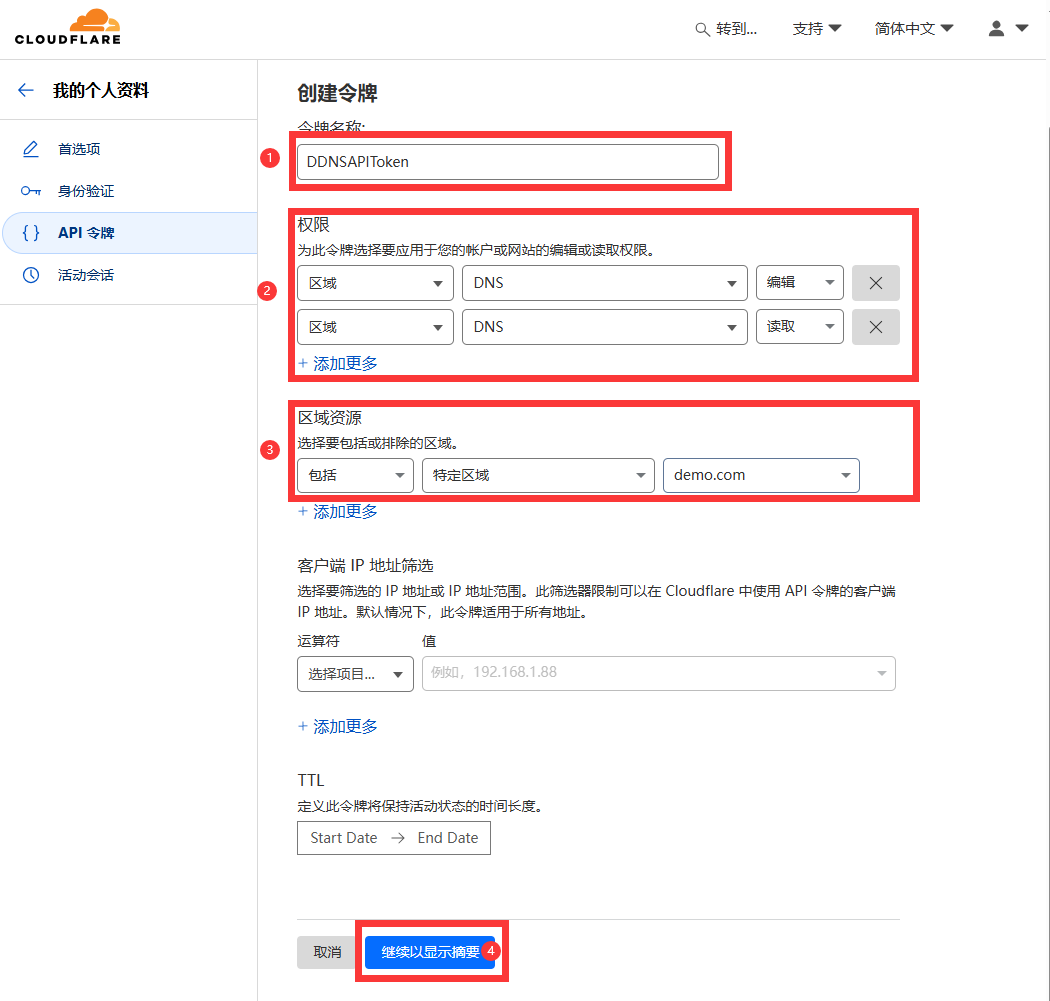 CLOUDFLARE
转到...
支持
简体中文
我的个人资料
首选项
身份验证
API 令牌
活动会话
创建令牌
令牌名称:
1
DDNSAPIToken
2
权限
为此令牌选择要应用于您的帐户或网站的编辑或读取权限。
区域 DNS 编辑
区域 DNS 读取
+ 添加更多
3
区域资源
选择要包括或排除的区域。
包括 特定区域 demo.com
+ 添加更多
客户端 IP 地址筛选
选择要筛选的 IP 地址或 IP 地址范围。此筛选器限制可以在 Cloudflare 中使用 API 令牌的客户端
IP 地址。默认情况下，此令牌适用于所有地址。
运算符 值
选择项目... 例如，192.168.1.88
+ 添加更多
TTL
定义此令牌将保持活动状态的时间长度。
Start Date → End Date
取消 继续以显示摘要 4